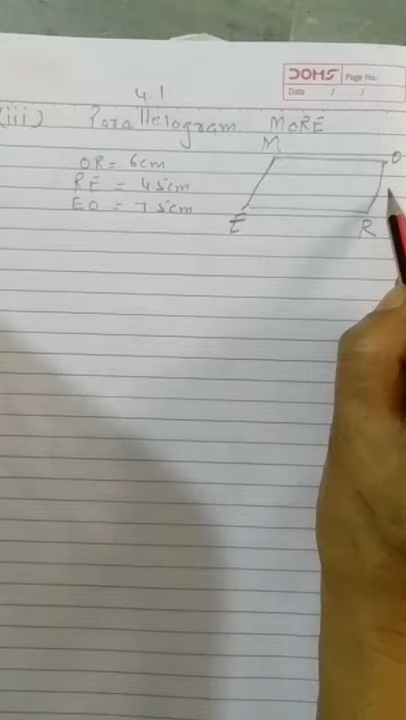 DOMS Page No.
Date / /
4.1
(iii) Parallelogram MORE
M
O
OR = 6cm
RE = 4.5cm
EO = 7.5cm
E
R